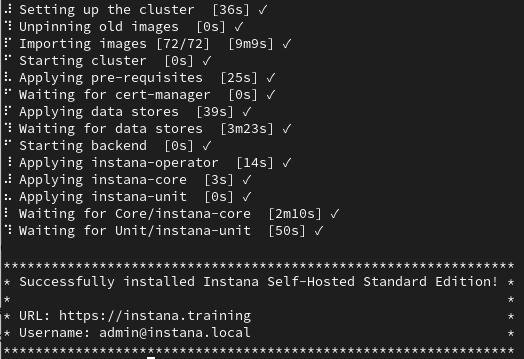 ⠼ Setting up the cluster  [36s] ✓
⠹ Unpinning old images  [0s] ✓
⠏ Importing images [72/72]  [9m9s] ✓
⠋ Starting cluster  [0s] ✓
⠧ Applying pre-requisites  [25s] ✓
⠋ Waiting for cert-manager  [0s] ✓
⠏ Applying data stores  [39s] ✓
⠹ Waiting for data stores  [3m23s] ✓
⠋ Starting backend  [0s] ✓
⠸ Applying instana-operator  [14s] ✓
⠼ Applying instana-core  [3s] ✓
⠦ Applying instana-unit  [0s] ✓
⠇ Waiting for Core/instana-core  [2m10s] ✓
⠹ Waiting for Unit/instana-unit  [50s] ✓
****************************************************************
* Successfully installed Instana Self-Hosted Standard Edition! *
*                                                              *
* URL: https://instana.training                                *
* Username: admin@instana.local                                *
****************************************************************